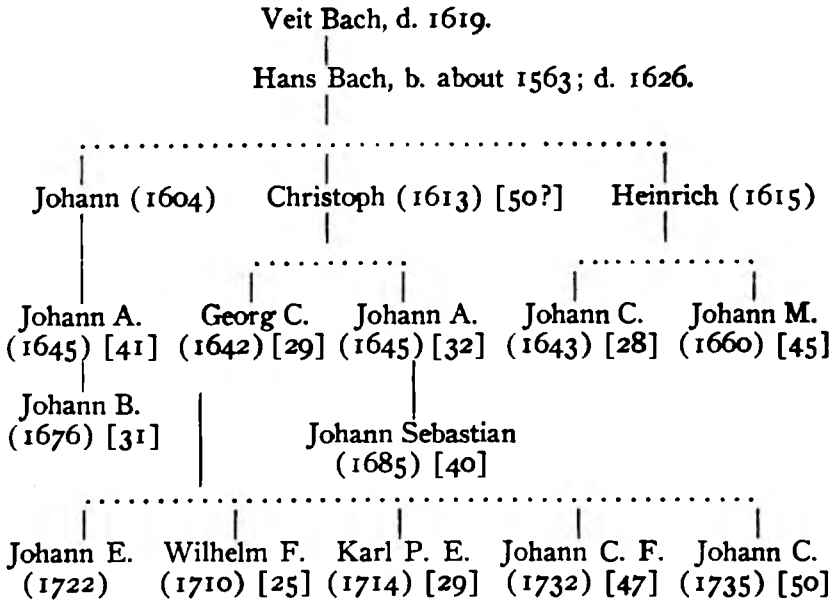 Veit Bach, d. 1619.
Hans Bach, b. about 1563; d. 1626.
Johann (1604) Christoph (1613) [50?] Heinrich (1615)
Johann A. Georg C. Johann A. Johann C. Johann M.
(1645) [41] (1642) [29] (1645) [32] (1643) [28] (1660) [45]
Johann B.
(1676) [31]
Johann Sebastian
(1685) [40]
Johann E. Wilhelm F. Karl P. E. Johann C. F. Johann C.
(1722) (1710) [25] (1714) [29] (1732) [47] (1735) [50]